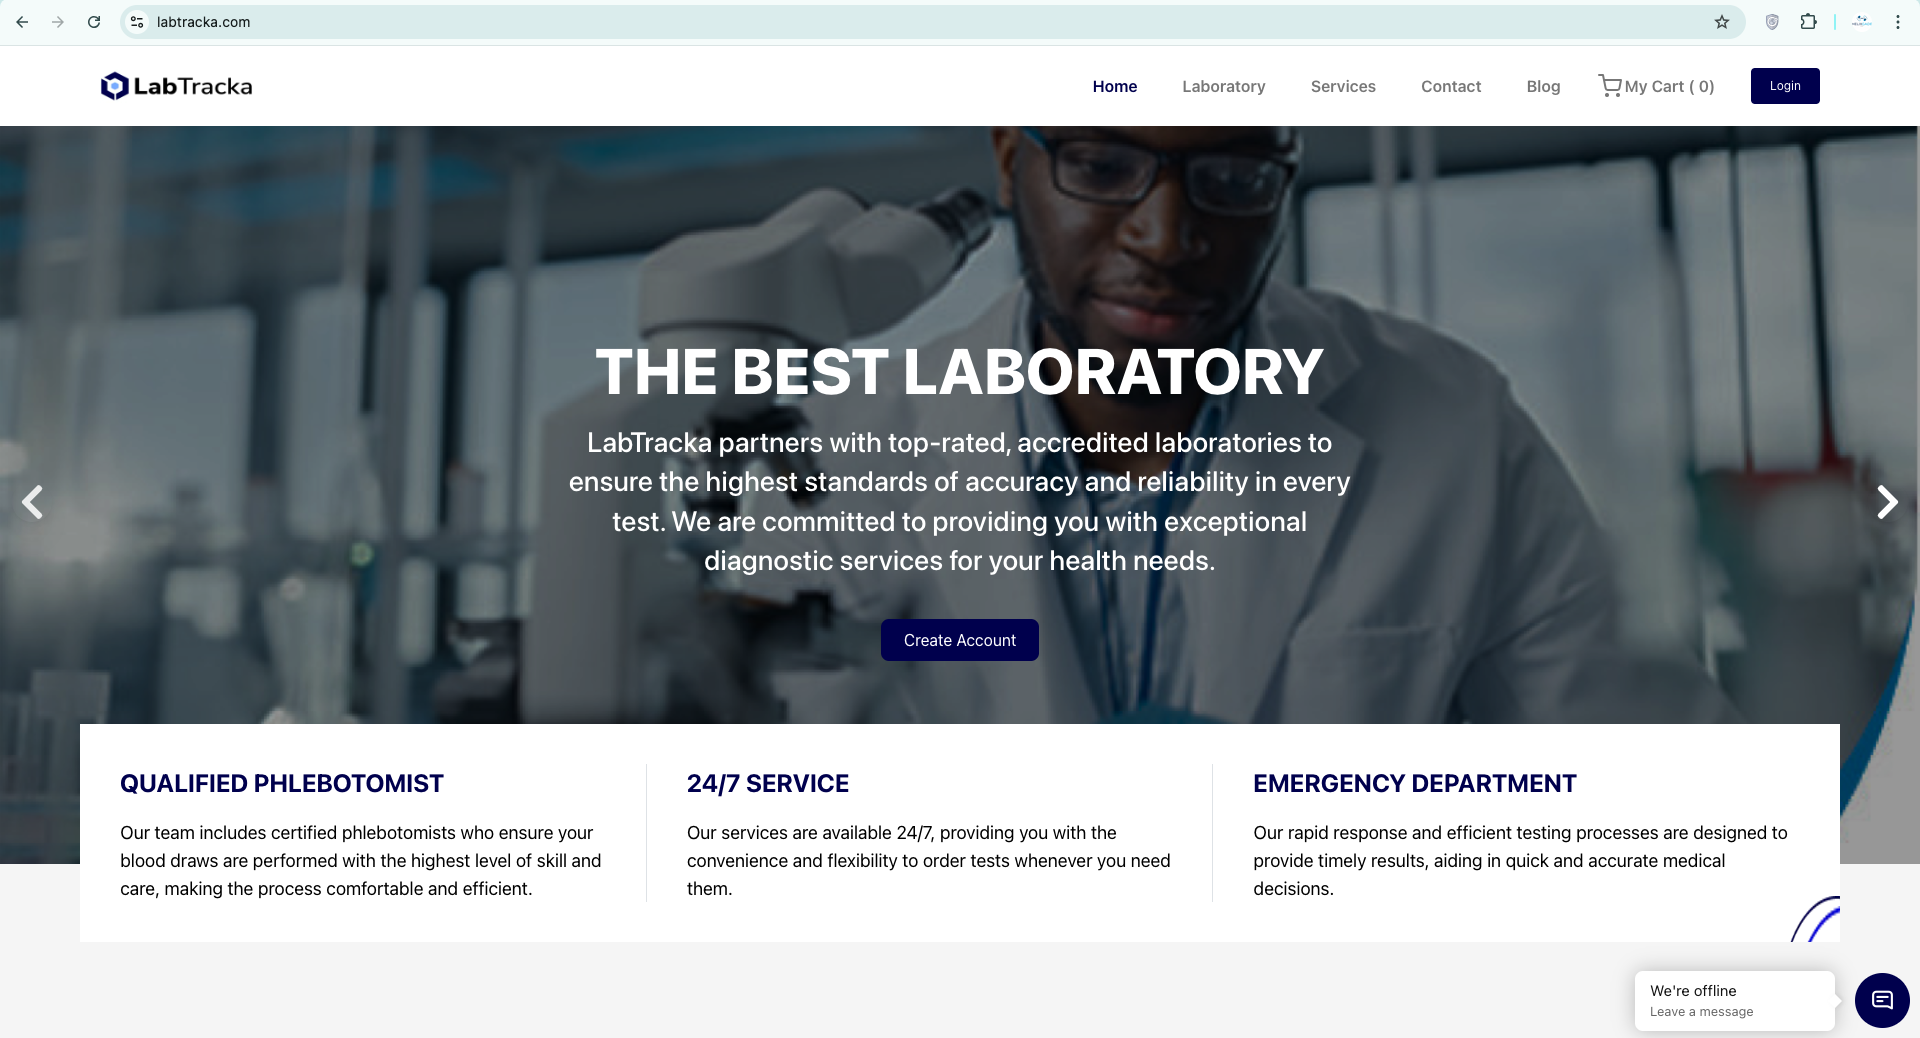 labtracka.com
LabTracka
Home
Laboratory
Services
Contact
Blog
My Cart ( 0)
Login
THE BEST LABORATORY
LabTracka partners with top-rated, accredited laboratories to
ensure the highest standards of accuracy and reliability in every
test. We are committed to providing you with exceptional
diagnostic services for your health needs.
Create Account
QUALIFIED PHLEBOTOMIST
Our team includes certified phlebotomists who ensure your
blood draws are performed with the highest level of skill and
care, making the process comfortable and efficient.
24/7 SERVICE
Our services are available 24/7, providing you with the
convenience and flexibility to order tests whenever you need
them.
EMERGENCY DEPARTMENT
Our rapid response and efficient testing processes are designed to
provide timely results, aiding in quick and accurate medical
decisions.
We're offline
Leave a message